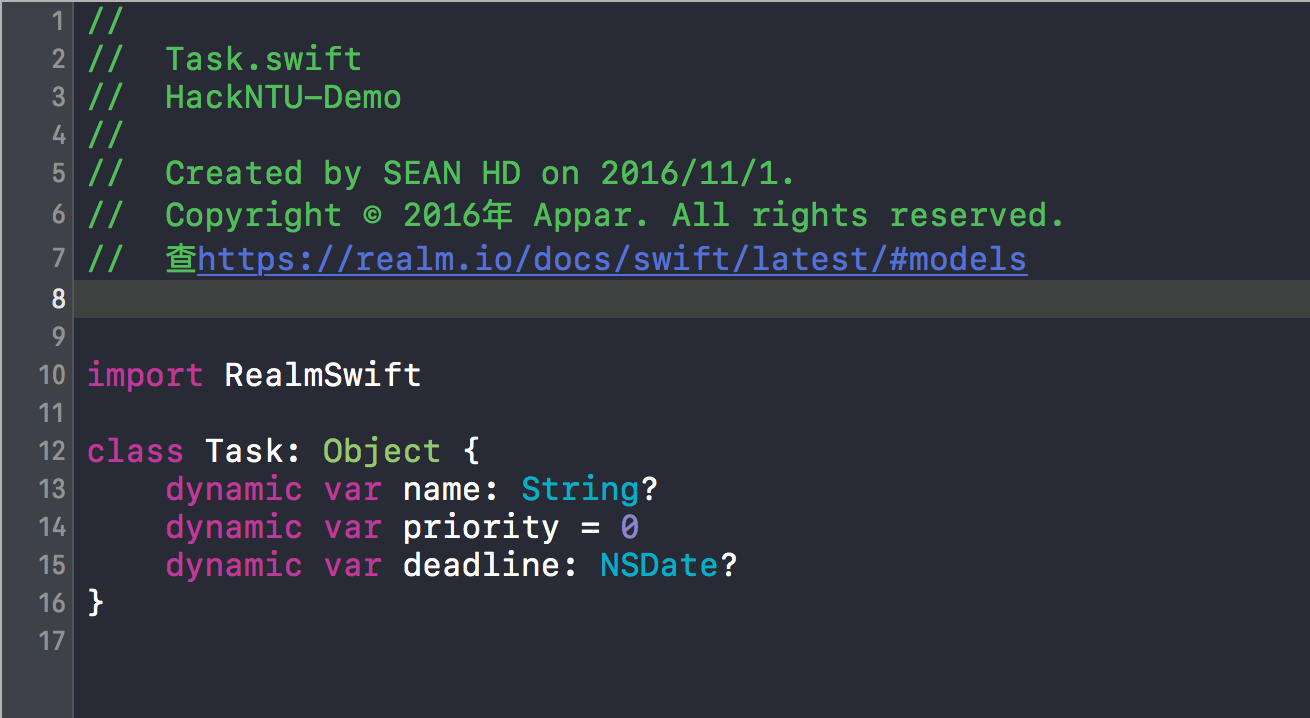 1 //
2 //  Task.swift
3 //  HackNTU-Demo
4 //
5 //  Created by SEAN HD on 2016/11/1.
6 //  Copyright © 2016年 Appar. All rights reserved.
7 //  查https://realm.io/docs/swift/latest/#models
8
9
10 import RealmSwift
11
12 class Task: Object {
13     dynamic var name: String?
14     dynamic var priority = 0
15     dynamic var deadline: NSDate?
16 }
17